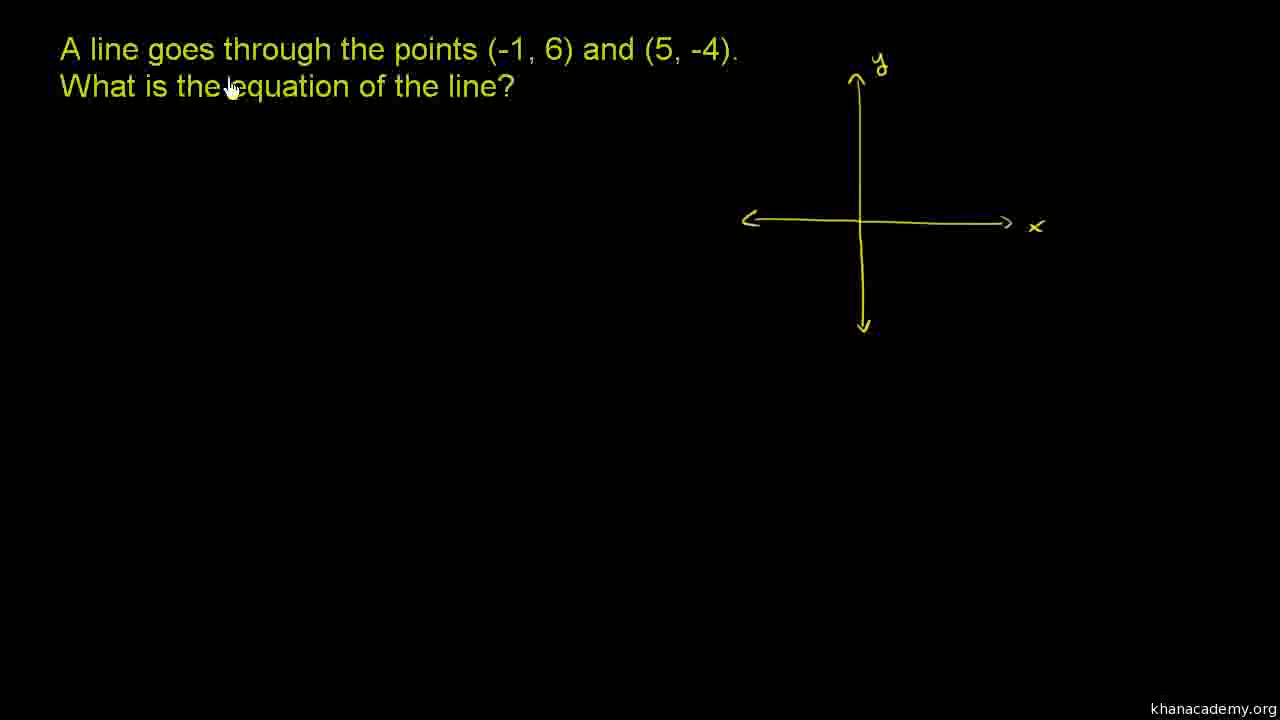 A line goes through the points (-1, 6) and (5, -4).
What is the equation of the line?
y
x
khanacademy.org